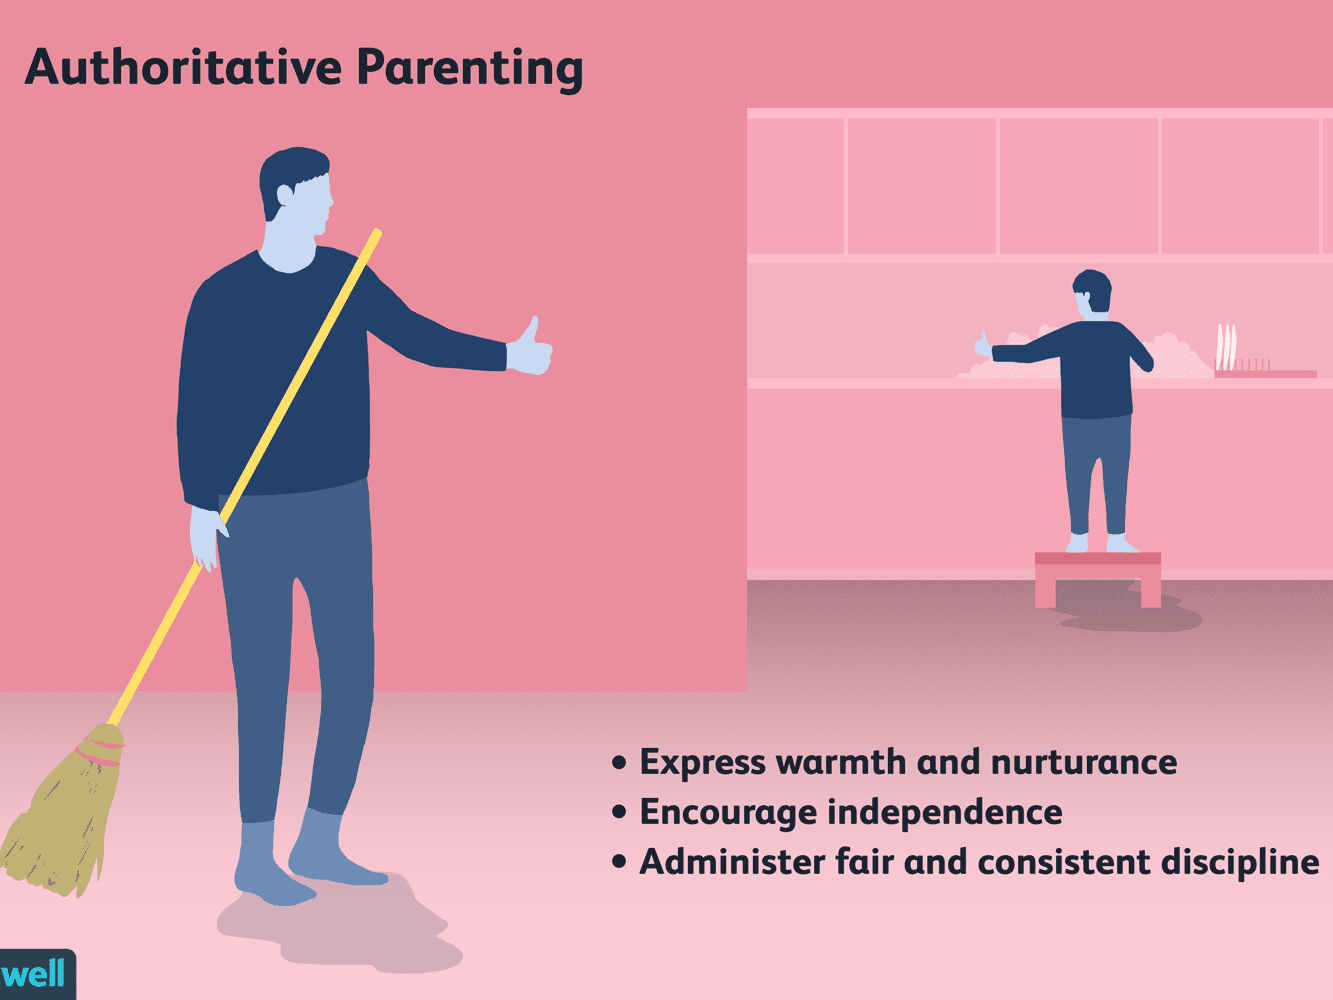 Authoritative Parenting
• Express warmth and nurturance
• Encourage independence
• Administer fair and consistent discipline
well